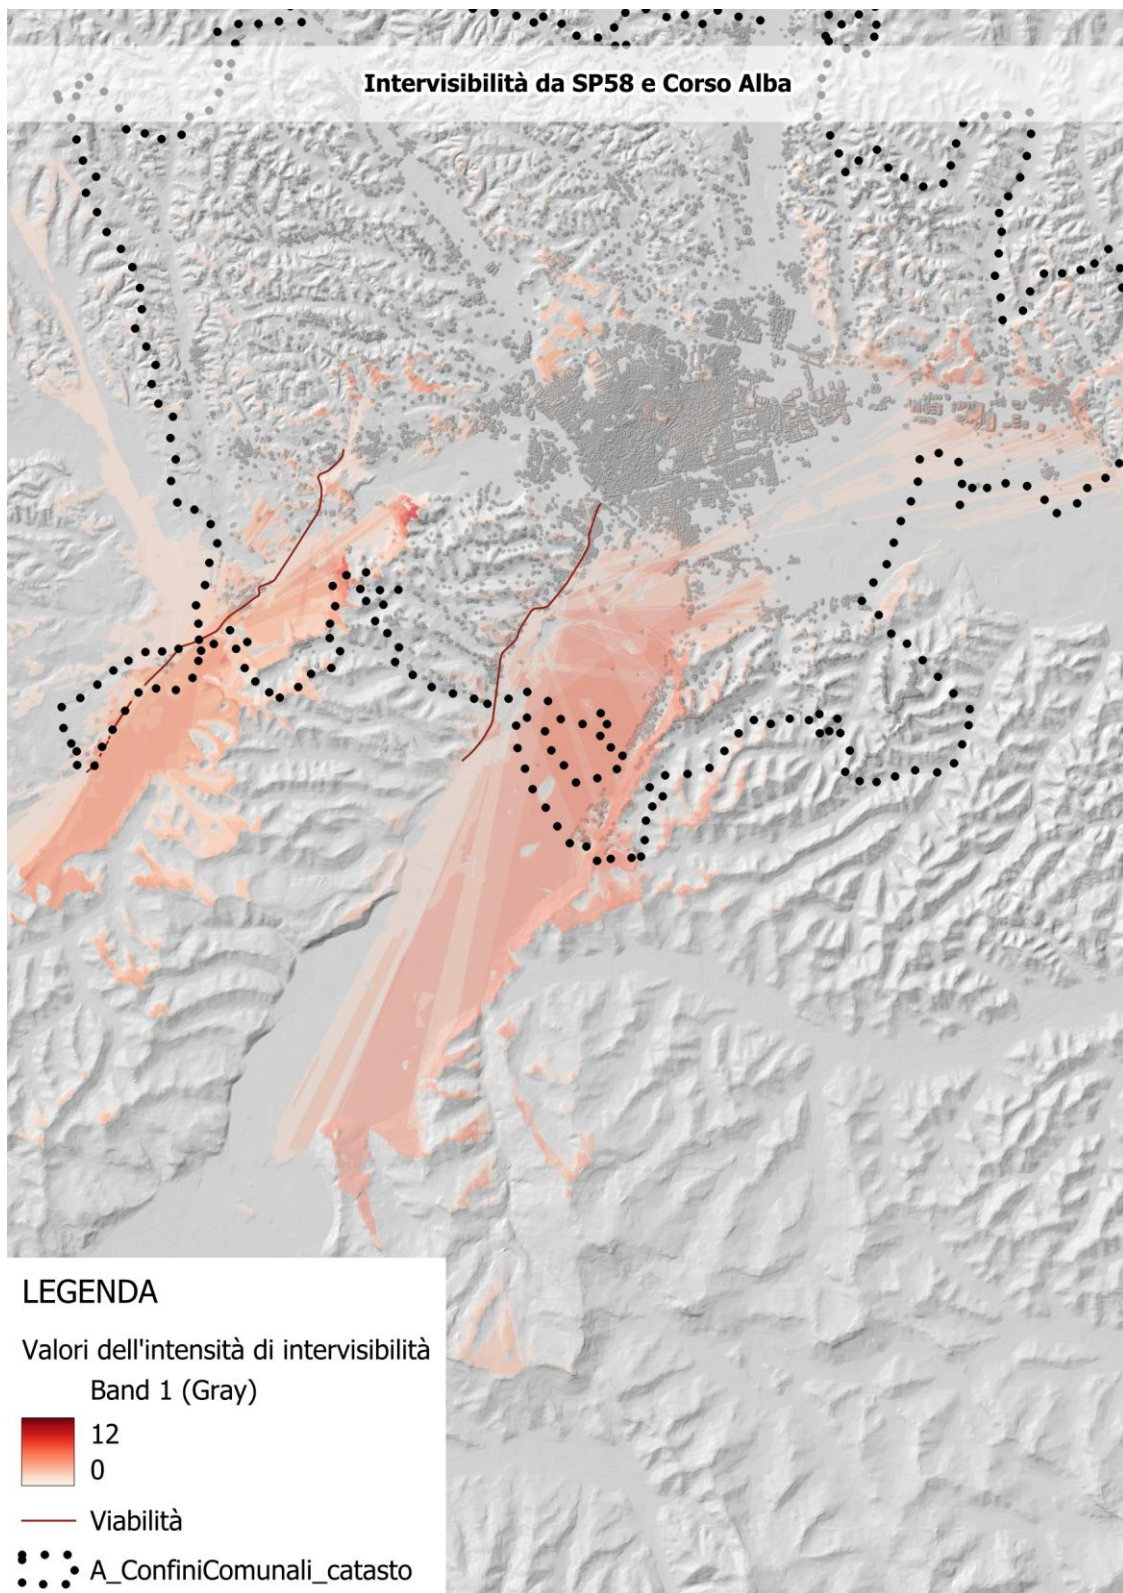 Intervisibilità da SP58 e Corso Alba
LEGENDA
Valori dell'intensità di intervisibilità
Band 1 (Gray)
12
0
Viabilità
A_ConfiniComunali_catasto